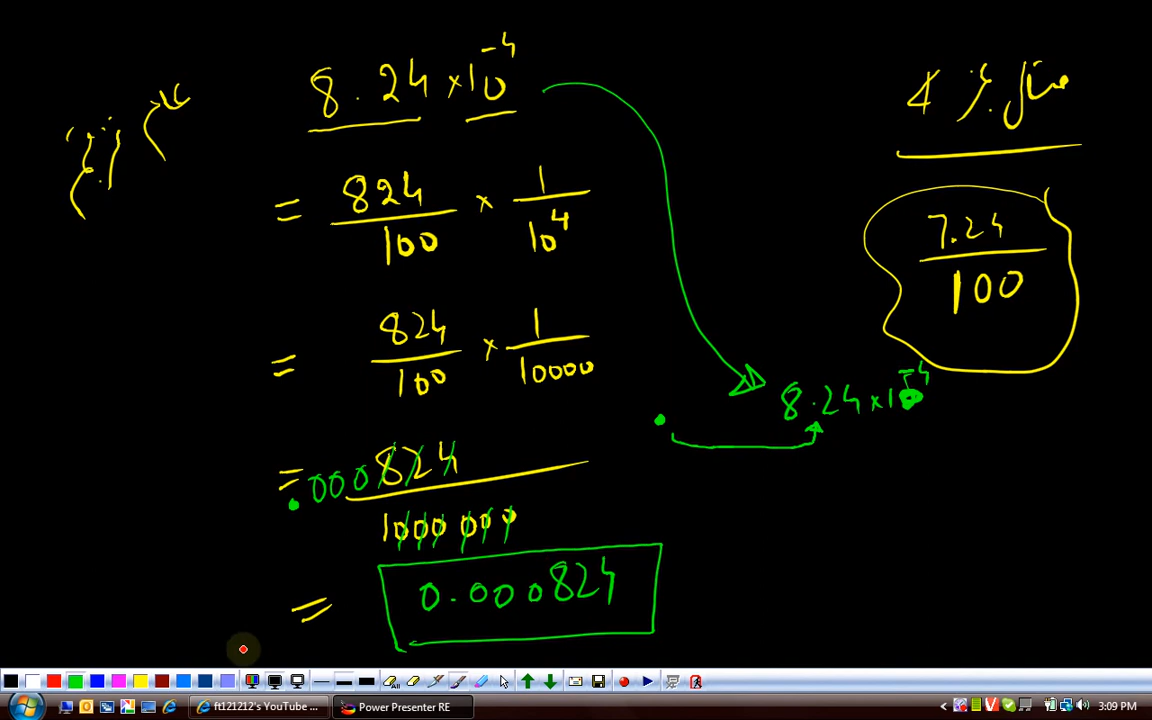 8.24 × 10⁻⁴
مثال 4
= 824/100 × 1/10⁴
7.24/100
= 824/100 × 1/10000
8.24 × 10⁻⁴
= .000824/1000000
= 0.000824
ft121212's YouTube ...
Power Presenter RE
3:09 PM